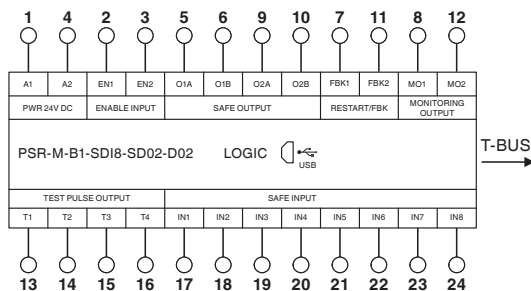 1 4 2 3 5 6 9 10 7 11 8 12
A1 A2 EN1 EN2 O1A O1B O2A O2B FBK1 FBK2 MO1 MO2
PWR 24V DC ENABLE INPUT SAFE OUTPUT RESTART/FBK MONITORING OUTPUT
PSR-M-B1-SDI8-SD02-D02 LOGIC USB
T-BUS
TEST PULSE OUTPUT SAFE INPUT
T1 T2 T3 T4 IN1 IN2 IN3 IN4 IN5 IN6 IN7 IN8
13 14 15 16 17 18 19 20 21 22 23 24